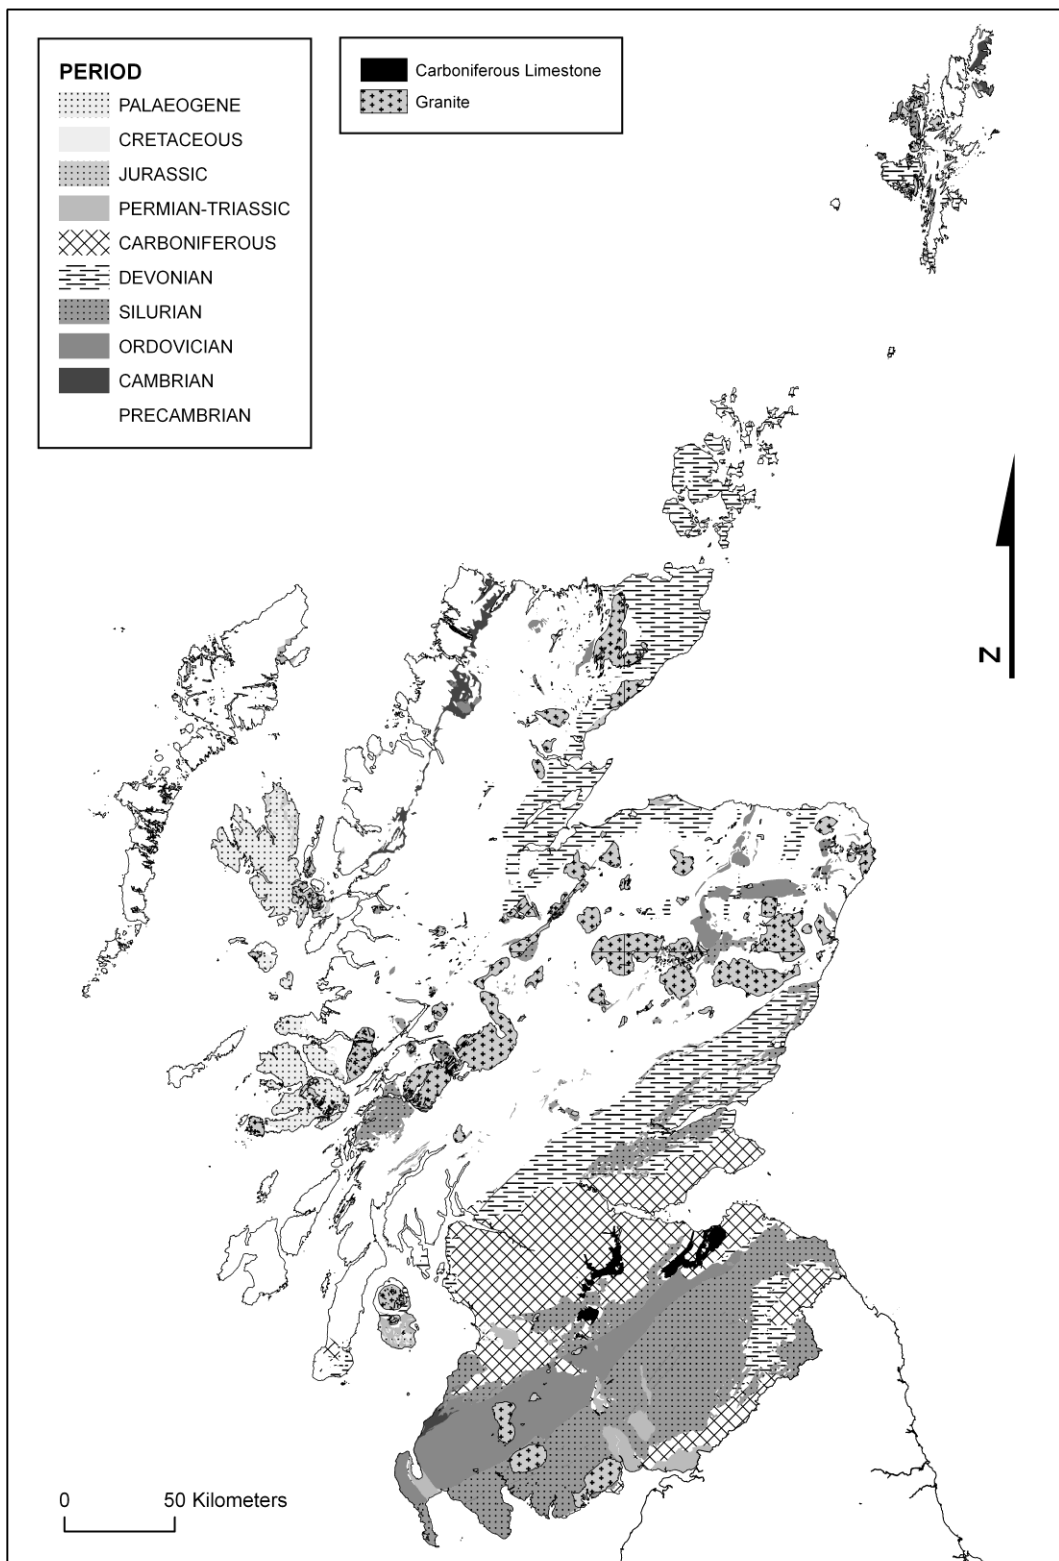 PERIOD
PALAEOGENE
CRETACEOUS
JURASSIC
PERMIAN-TRIASSIC
CARBONIFEROUS
DEVONIAN
SILURIAN
ORDOVICIAN
CAMBRIAN
PRECAMBRIAN
Carboniferous Limestone
Granite
N
0 50 Kilometers